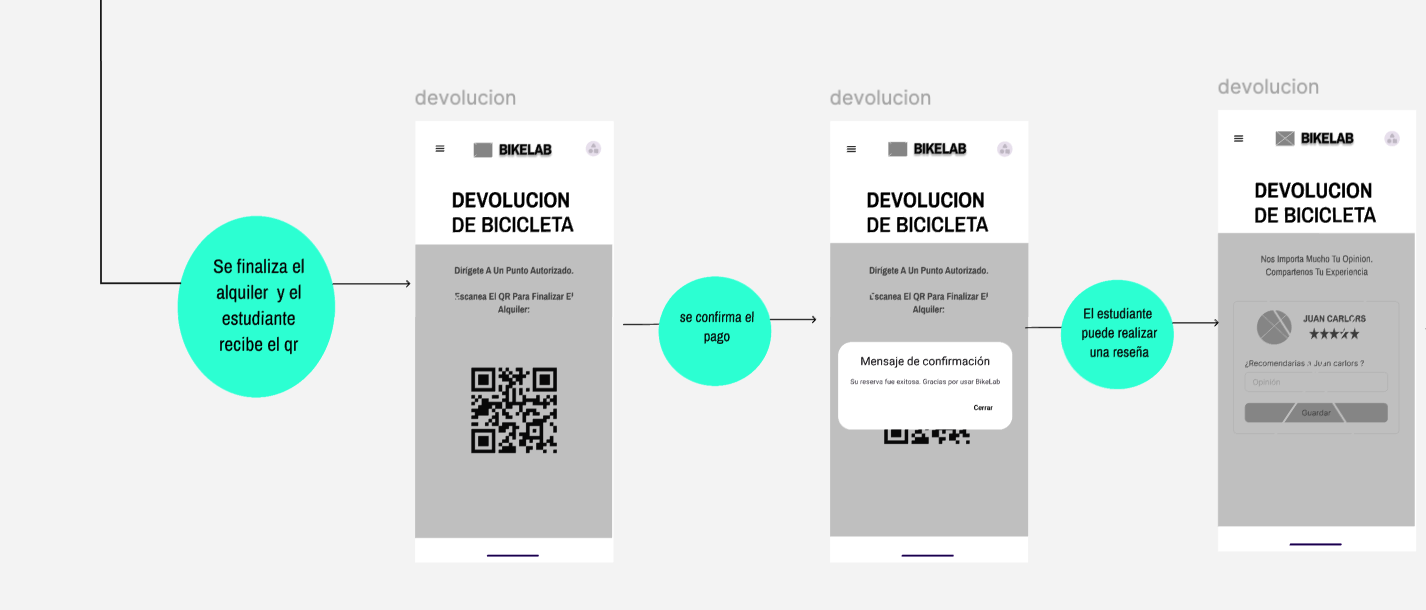 Se finaliza el
alquiler y el
estudiante
recibe el qr
devolucion
BIKELAB
DEVOLUCION
DE BICICLETA
Dirigete A Un Punto Autorizado.
Escanea El QR Para Finalizar El
Alquiler:
se confirma el
pago
devolucion
BIKELAB
DEVOLUCION
DE BICICLETA
Dirigete A Un Punto Autorizado.
Escanea El QR Para Finalizar El
Alquiler:
Mensaje de confirmación
Su reserva fue exitosa. Gracias por usar BikeLab
Cerrar
El estudiante
puede realizar
una reseña
devolucion
BIKELAB
DEVOLUCION
DE BICICLETA
Nos Importa Mucho Tu Opinion.
Compartenos Tu Experiencia
JUAN CARLORS
★★★★★
¿Recomendarias a Juan carlors ?
Opinión
Guardar